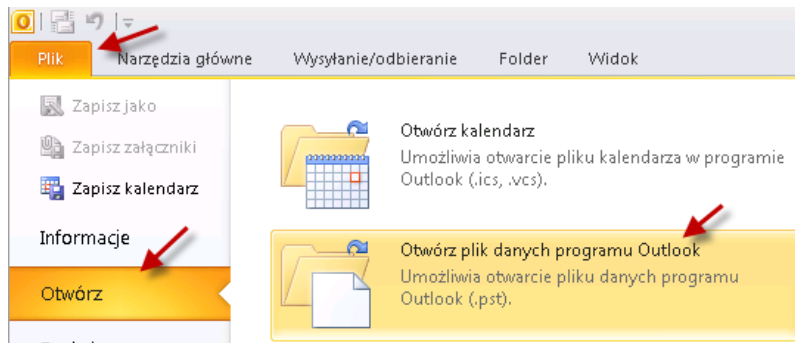 Plik Narzędzia główne Wysyłanie/odbieranie Folder Widok
Zapisz jako
Zapisz załączniki
Zapisz kalendarz
Informacje
Otwórz
Otwórz kalendarz
Umożliwia otwarcie pliku kalendarza w programie
Outlook (.ics, .vcs).
Otwórz plik danych programu Outlook
Umożliwia otwarcie pliku danych programu
Outlook (.pst).